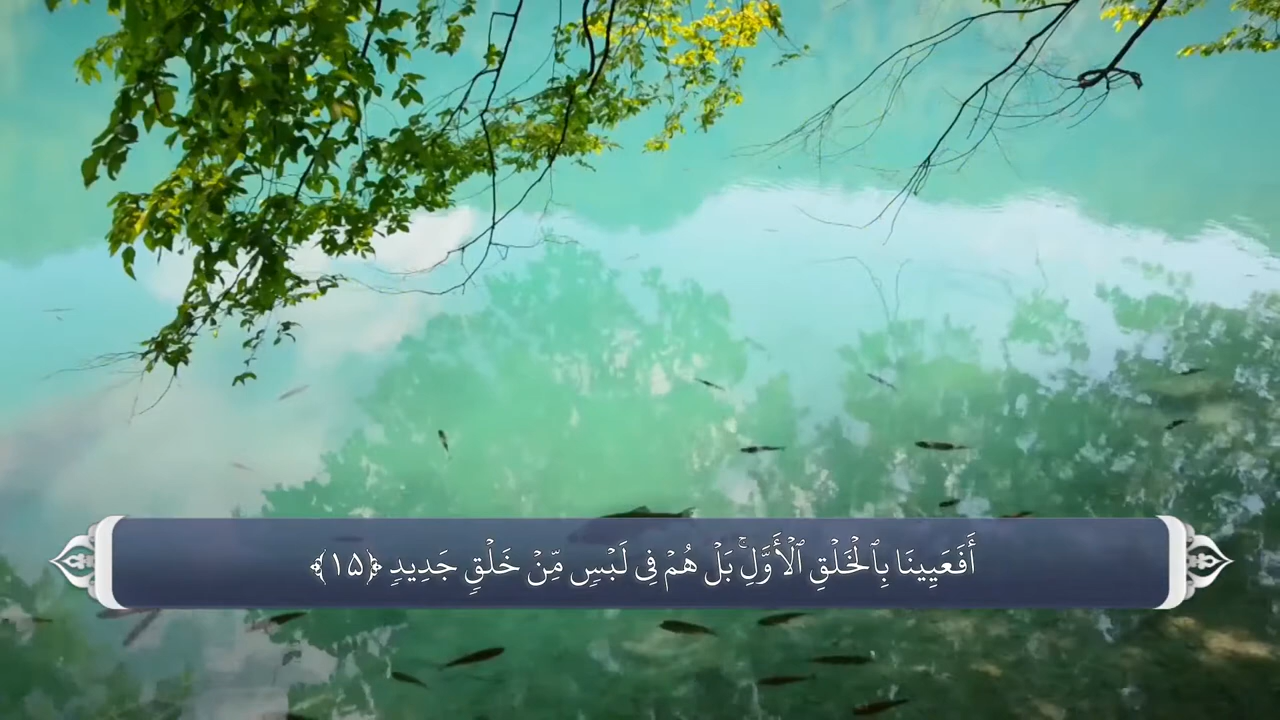 أَفَعَيِينَا بِٱلْخَلْقِ ٱلْأَوَّلِ ۚ بَلْ هُمْ فِى لَبْسٍ مِّنْ خَلْقٍ جَدِيدٍ ﴿١٥﴾